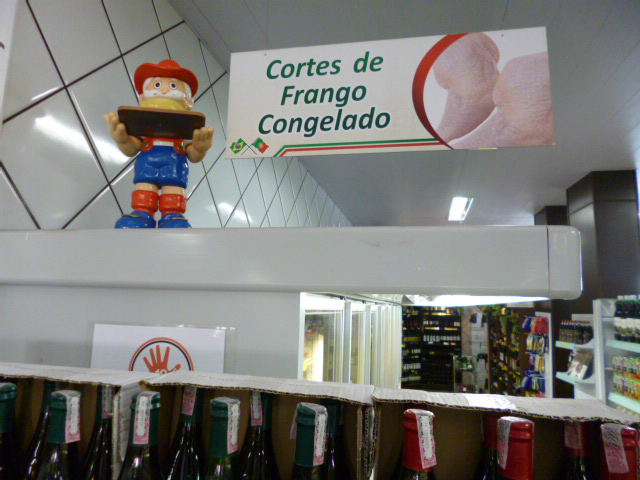 Cortes de
Frango
Congelado